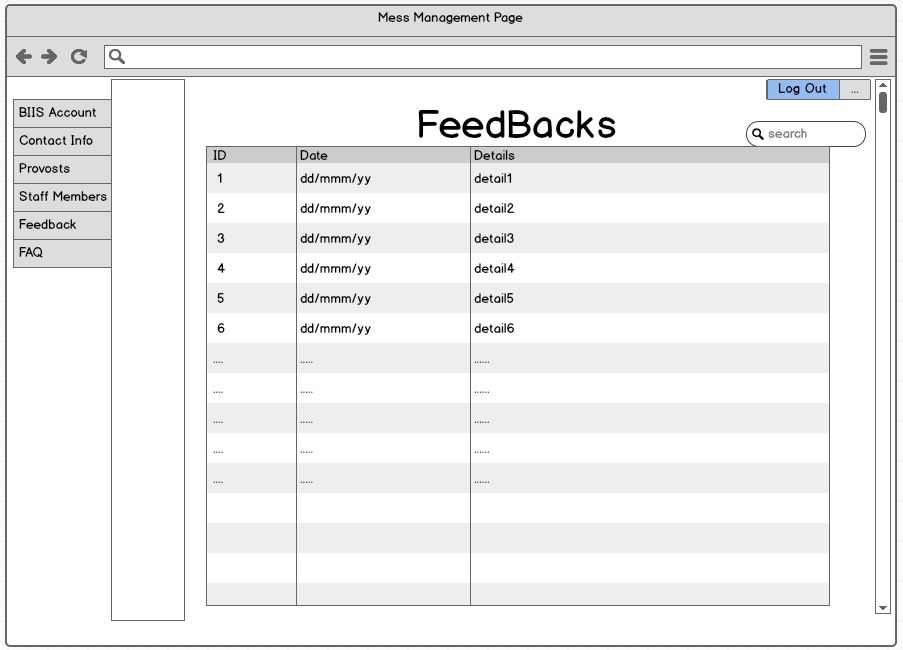 Mess Management Page
Log Out ...
BIIS Account
Contact Info
Provosts
Staff Members
Feedback
FAQ
FeedBacks
search
ID Date Details
1 dd/mmm/yy detail1
2 dd/mmm/yy detail2
3 dd/mmm/yy detail3
4 dd/mmm/yy detail4
5 dd/mmm/yy detail5
6 dd/mmm/yy detail6
.... ..... ......
.... ..... ......
.... ..... ......
.... ..... ......
.... ..... ......